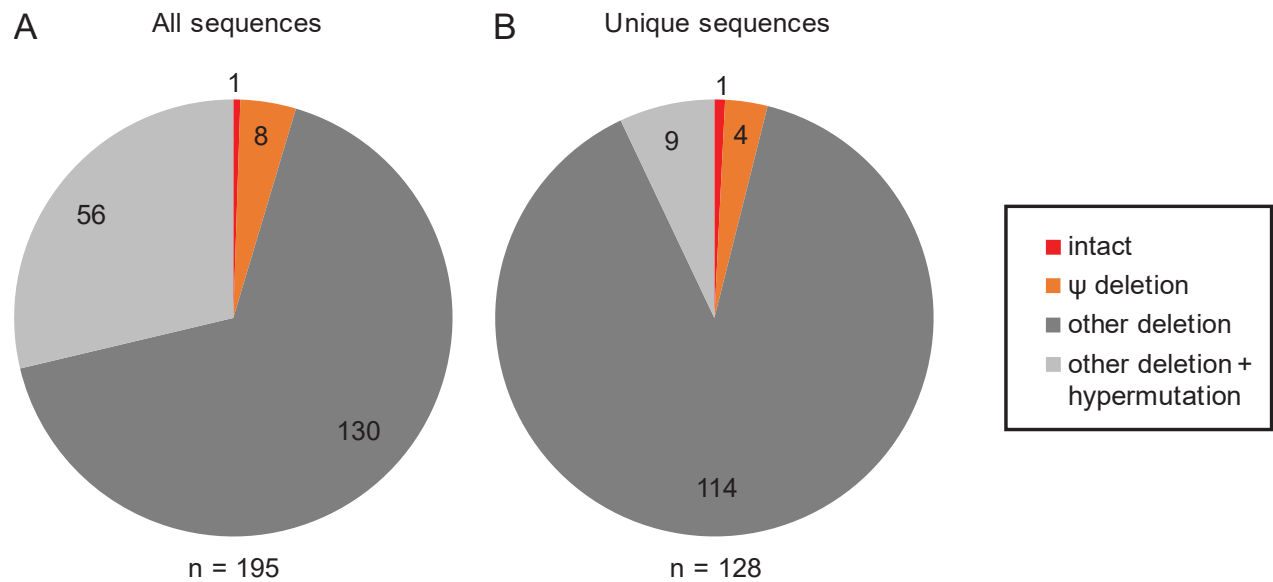 A
All sequences
1
8
56
130
n = 195
B
Unique sequences
1
9
4
114
n = 128
intact
ψ deletion
other deletion
other deletion +
hypermutation